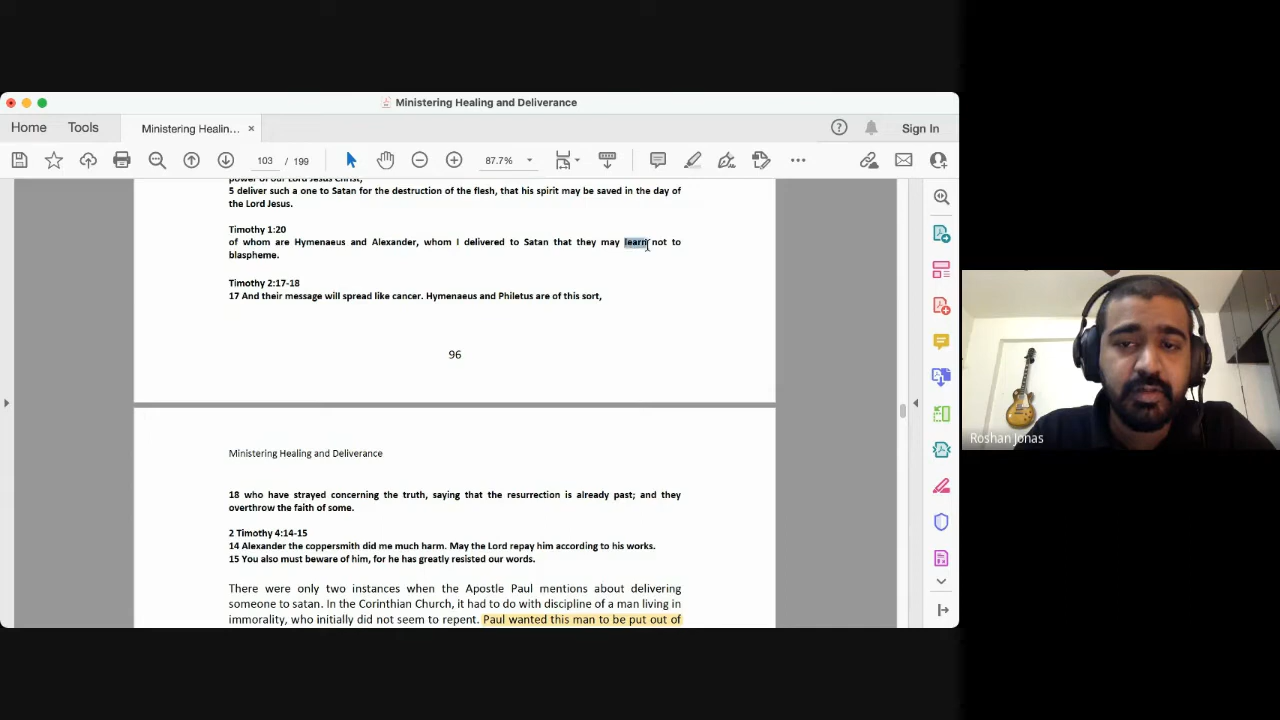 Ministering Healing and Deliverance
Home Tools Ministering Healin... × Sign In
103 / 199 87.7%
power of our Lord Jesus Christ,
5 deliver such a one to Satan for the destruction of the flesh, that his spirit may be saved in the day of
the Lord Jesus.
Timothy 1:20
of whom are Hymenaeus and Alexander, whom I delivered to Satan that they may learn not to
blaspheme.
Timothy 2:17-18
17 And their message will spread like cancer. Hymenaeus and Philetus are of this sort,
96
Ministering Healing and Deliverance
18 who have strayed concerning the truth, saying that the resurrection is already past; and they
overthrow the faith of some.
2 Timothy 4:14-15
14 Alexander the coppersmith did me much harm. May the Lord repay him according to his works.
15 You also must beware of him, for he has greatly resisted our words.
There were only two instances when the Apostle Paul mentions about delivering
someone to satan. In the Corinthian Church, it had to do with discipline of a man living in
immorality, who initially did not seem to repent. Paul wanted this man to be put out of
Roshan Jonas